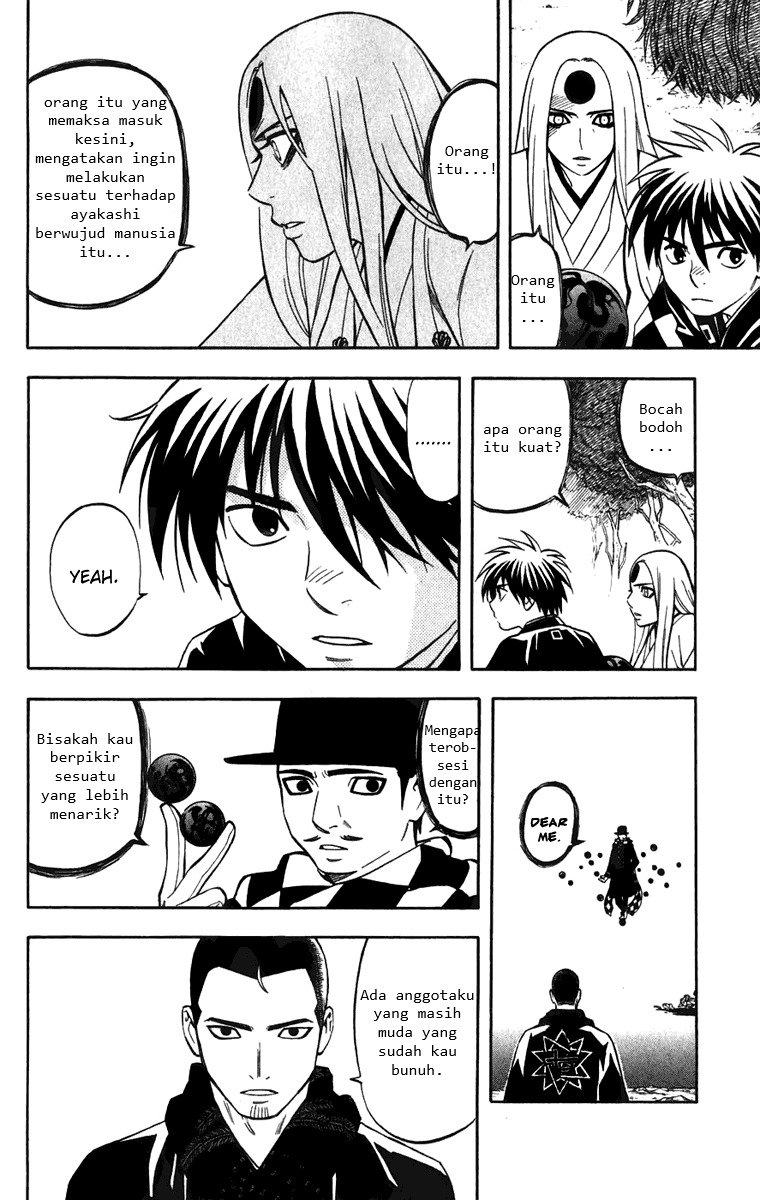 Orang
itu
...
Orang
itu...!
orang itu yang
memaksa masuk
kesini,
mengatakan ingin
melakukan
sesuatu terhadap
ayakashi
berwujud manusia
itu...
Bocah
bodoh
...
apa orang
itu kuat?
.......
YEAH.
DEAR
ME.
Mengapa
terob-
sesi
dengan
itu?
Bisakah kau
berpikir
sesuatu
yang lebih
menarik?
Ada anggotaku
yang masih
muda yang
sudah kau
bunuh.